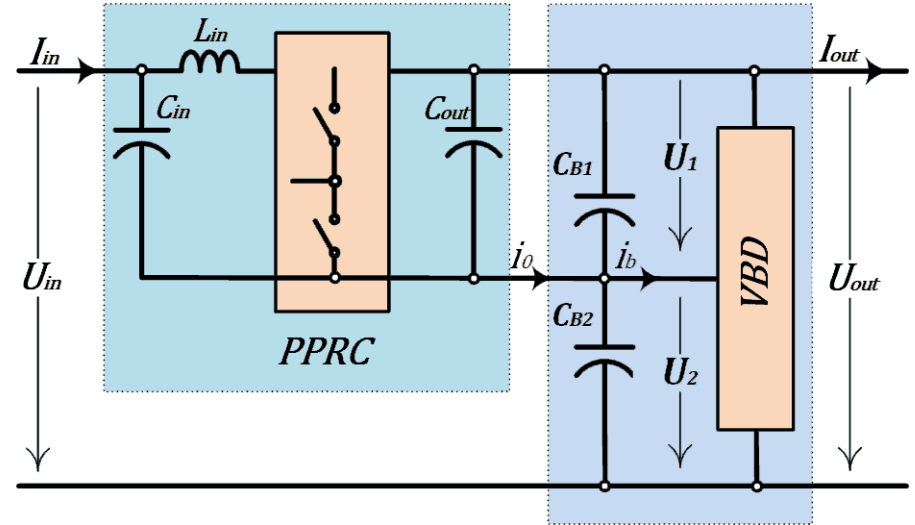 Iin
Lin
Iout
Cin
Cout
CB1
U1
Uin
i0
ib
VBD
Uout
CB2
U2
PPRC